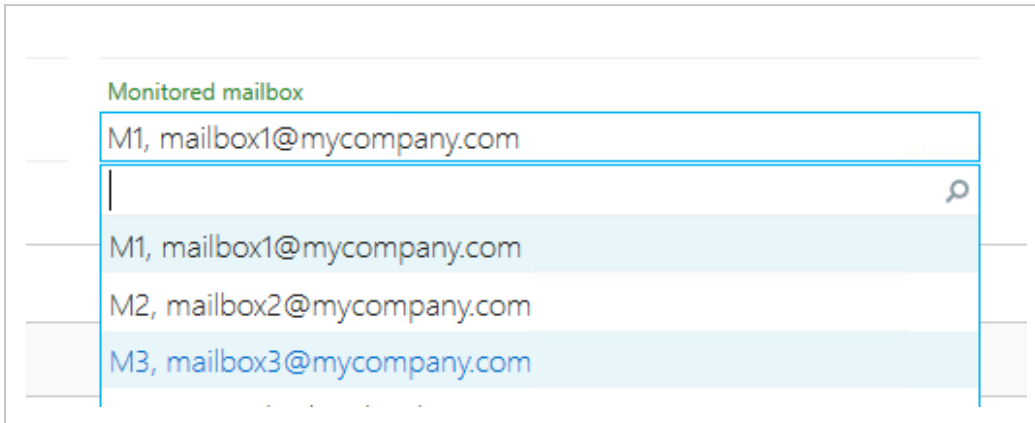 Monitored mailbox
M1, mailbox1@mycompany.com
M1, mailbox1@mycompany.com
M2, mailbox2@mycompany.com
M3, mailbox3@mycompany.com